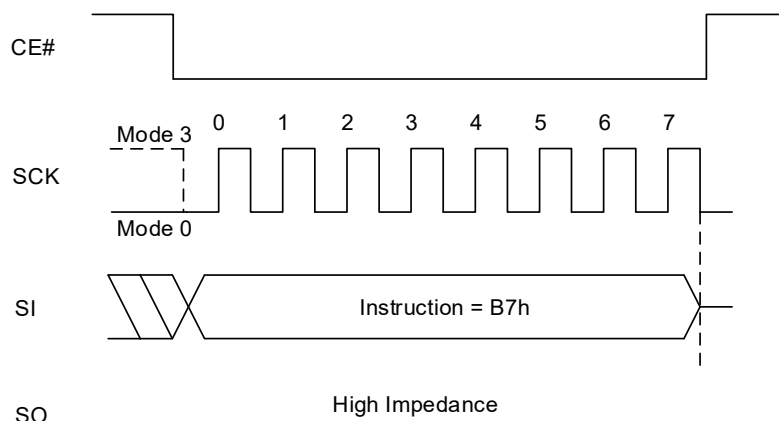 CE#
Mode 3
0 1 2 3 4 5 6 7
SCK
Mode 0
SI
Instruction = B7h
High Impedance
SO